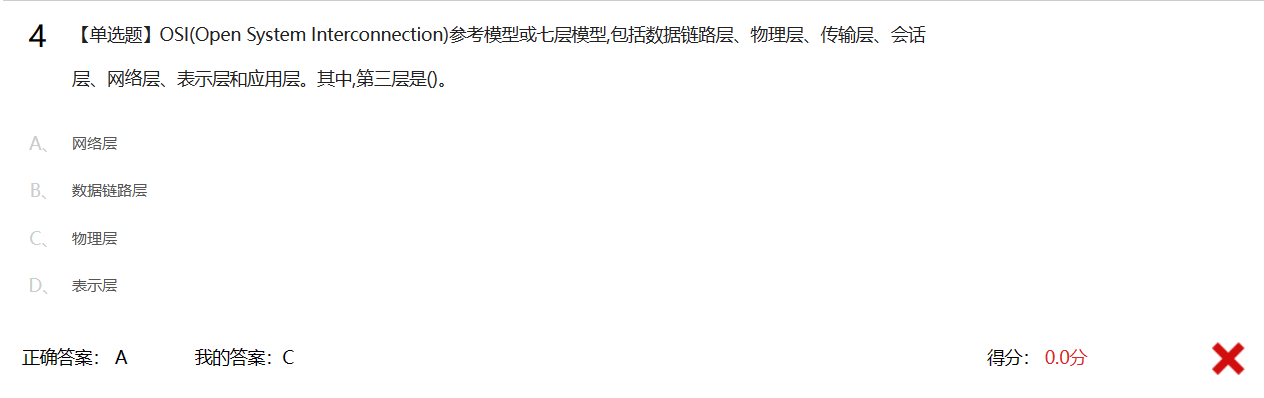 4 【单选题】OSI(Open System Interconnection)参考模型或七层模型,包括数据链路层、物理层、传输层、会话
层、网络层、表示层和应用层。其中,第三层是()。
A、 网络层
B、 数据链路层
C、 物理层
D、 表示层
正确答案： A 我的答案：C 得分： 0.0分